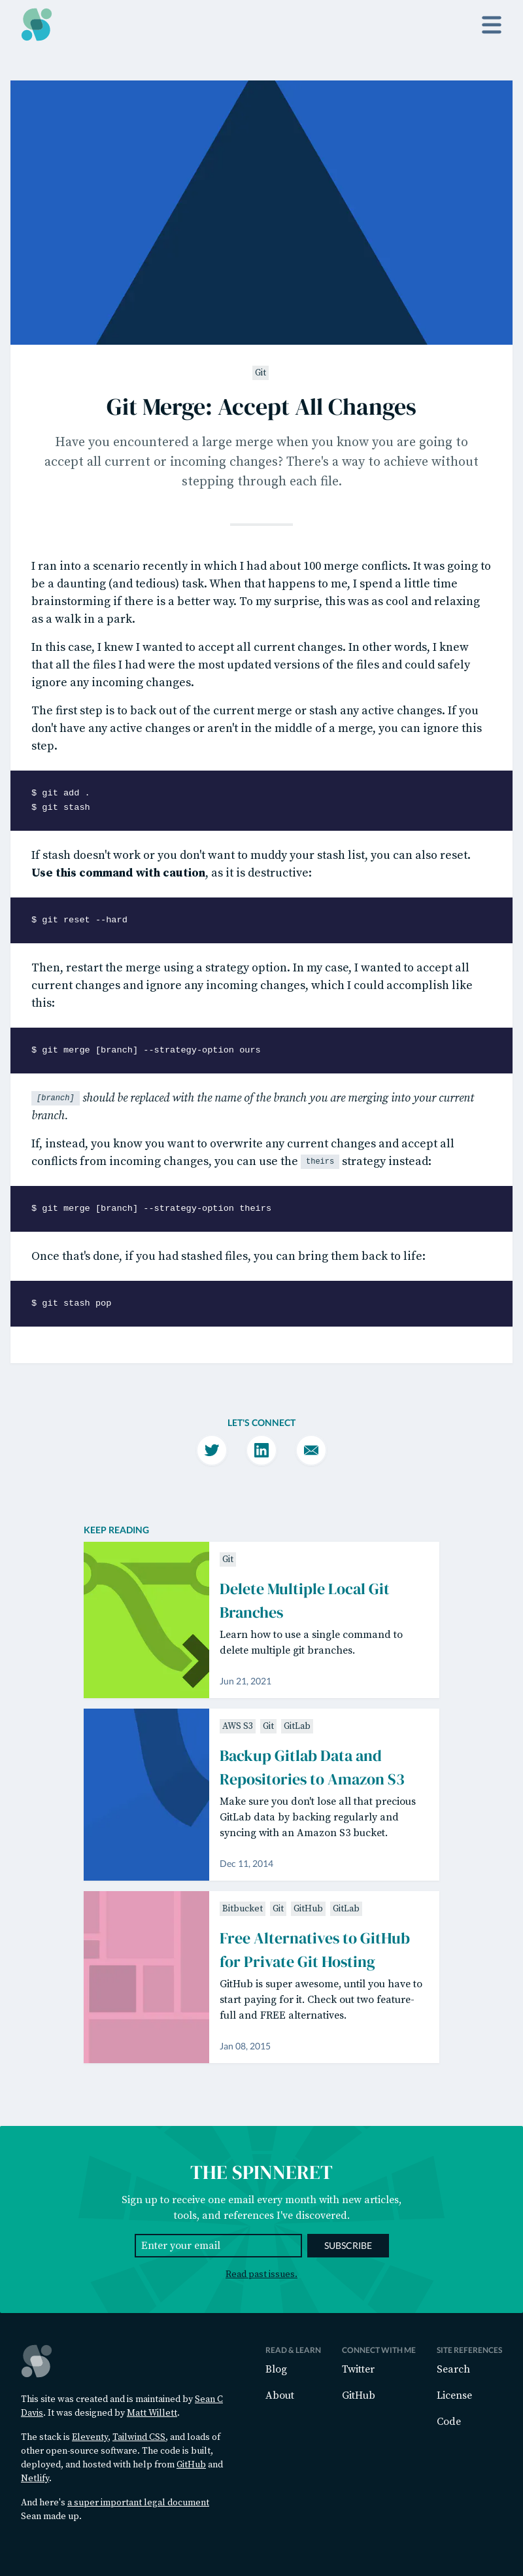 Git
Git Merge: Accept All Changes
Have you encountered a large merge when you know you are going to
accept all current or incoming changes? There's a way to achieve without
stepping through each file.
I ran into a scenario recently in which I had about 100 merge conflicts. It was going to
be a daunting (and tedious) task. When that happens to me, I spend a little time
brainstorming if there is a better way. To my surprise, this was as cool and relaxing
as a walk in a park.
In this case, I knew I wanted to accept all current changes. In other words, I knew
that all the files I had were the most updated versions of the files and could safely
ignore any incoming changes.
The first step is to back out of the current merge or stash any active changes. If you
don't have any active changes or aren't in the middle of a merge, you can ignore this
step.
$ git add .
$ git stash
If stash doesn't work or you don't want to muddy your stash list, you can also reset.
Use this command with caution, as it is destructive:
$ git reset --hard
Then, restart the merge using a strategy option. In my case, I wanted to accept all
current changes and ignore any incoming changes, which I could accomplish like
this:
$ git merge [branch] --strategy-option ours
[branch] should be replaced with the name of the branch you are merging into your current
branch.
If, instead, you know you want to overwrite any current changes and accept all
conflicts from incoming changes, you can use the theirs strategy instead:
$ git merge [branch] --strategy-option theirs
Once that's done, if you had stashed files, you can bring them back to life:
$ git stash pop
LET'S CONNECT
KEEP READING
Git
Delete Multiple Local Git
Branches
Learn how to use a single command to
delete multiple git branches.
Jun 21, 2021
AWS S3 Git GitLab
Backup Gitlab Data and
Repositories to Amazon S3
Make sure you don't lose all that precious
GitLab data by backing regularly and
syncing with an Amazon S3 bucket.
Dec 11, 2014
Bitbucket Git GitHub GitLab
Free Alternatives to GitHub
for Private Git Hosting
GitHub is super awesome, until you have to
start paying for it. Check out two feature-
full and FREE alternatives.
Jan 08, 2015
THE SPINNERET
Sign up to receive one email every month with new articles,
tools, and references I've discovered.
Enter your email SUBSCRIBE
Read past issues.
This site was created and is maintained by Sean C
Davis. It was designed by Matt Willett.
The stack is Eleventy, Tailwind CSS, and loads of
other open-source software. The code is built,
deployed, and hosted with help from GitHub and
Netlify.
And here's a super important legal document
Sean made up.
READ & LEARN
Blog
About
CONNECT WITH ME
Twitter
GitHub
SITE REFERENCES
Search
License
Code